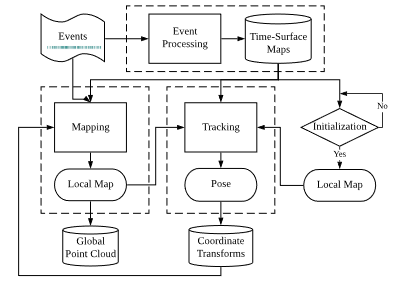 Events
Event
Processing
Time-Surface
Maps
Mapping
Tracking
Initialization
No
Yes
Local Map
Pose
Local Map
Global
Point Cloud
Coordinate
Transforms